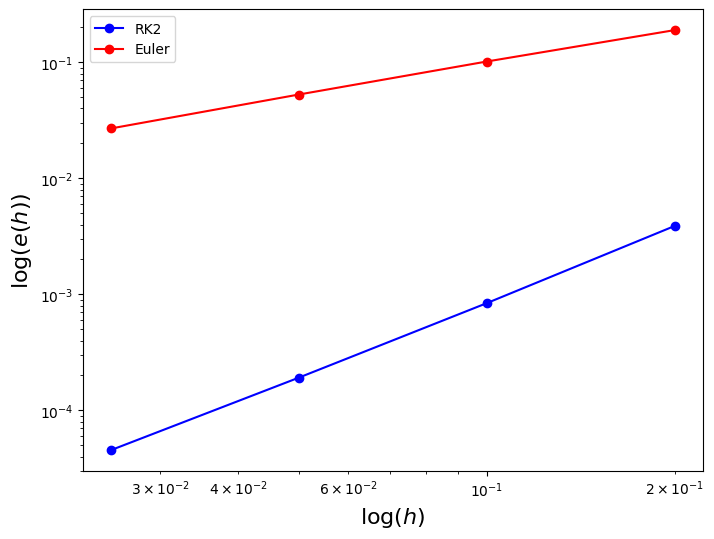 RK2
Euler
log(e(h))
10⁻¹
10⁻²
10⁻³
10⁻⁴
3 × 10⁻²
4 × 10⁻²
6 × 10⁻²
10⁻¹
2 × 10⁻¹
log(h)